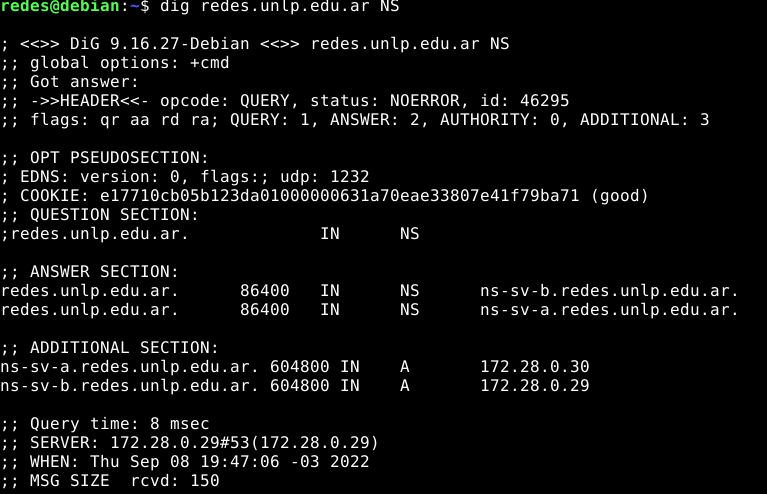 redes@debian:~$ dig redes.unlp.edu.ar NS

; <<>> DiG 9.16.27-Debian <<>> redes.unlp.edu.ar NS
;; global options: +cmd
;; Got answer:
;; ->>HEADER<<- opcode: QUERY, status: NOERROR, id: 46295
;; flags: qr aa rd ra; QUERY: 1, ANSWER: 2, AUTHORITY: 0, ADDITIONAL: 3

;; OPT PSEUDOSECTION:
; EDNS: version: 0, flags:; udp: 1232
; COOKIE: e17710cb05b123da01000000631a70eae33807e41f79ba71 (good)
;; QUESTION SECTION:
;redes.unlp.edu.ar.		IN	NS

;; ANSWER SECTION:
redes.unlp.edu.ar.	86400	IN	NS	ns-sv-b.redes.unlp.edu.ar.
redes.unlp.edu.ar.	86400	IN	NS	ns-sv-a.redes.unlp.edu.ar.

;; ADDITIONAL SECTION:
ns-sv-a.redes.unlp.edu.ar. 604800 IN	A	172.28.0.30
ns-sv-b.redes.unlp.edu.ar. 604800 IN	A	172.28.0.29

;; Query time: 8 msec
;; SERVER: 172.28.0.29#53(172.28.0.29)
;; WHEN: Thu Sep 08 19:47:06 -03 2022
;; MSG SIZE  rcvd: 150